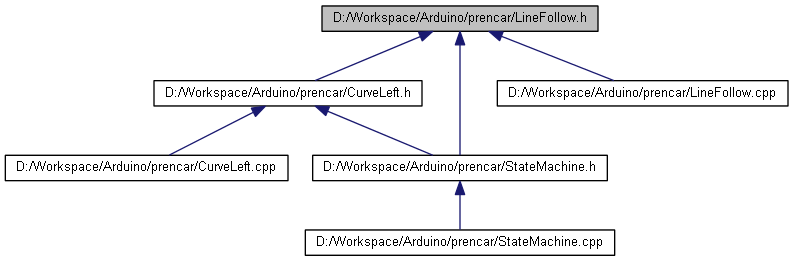 D:/Workspace/Arduino/prencar/LineFollow.h
D:/Workspace/Arduino/prencar/CurveLeft.h
D:/Workspace/Arduino/prencar/LineFollow.cpp
D:/Workspace/Arduino/prencar/CurveLeft.cpp
D:/Workspace/Arduino/prencar/StateMachine.h
D:/Workspace/Arduino/prencar/StateMachine.cpp